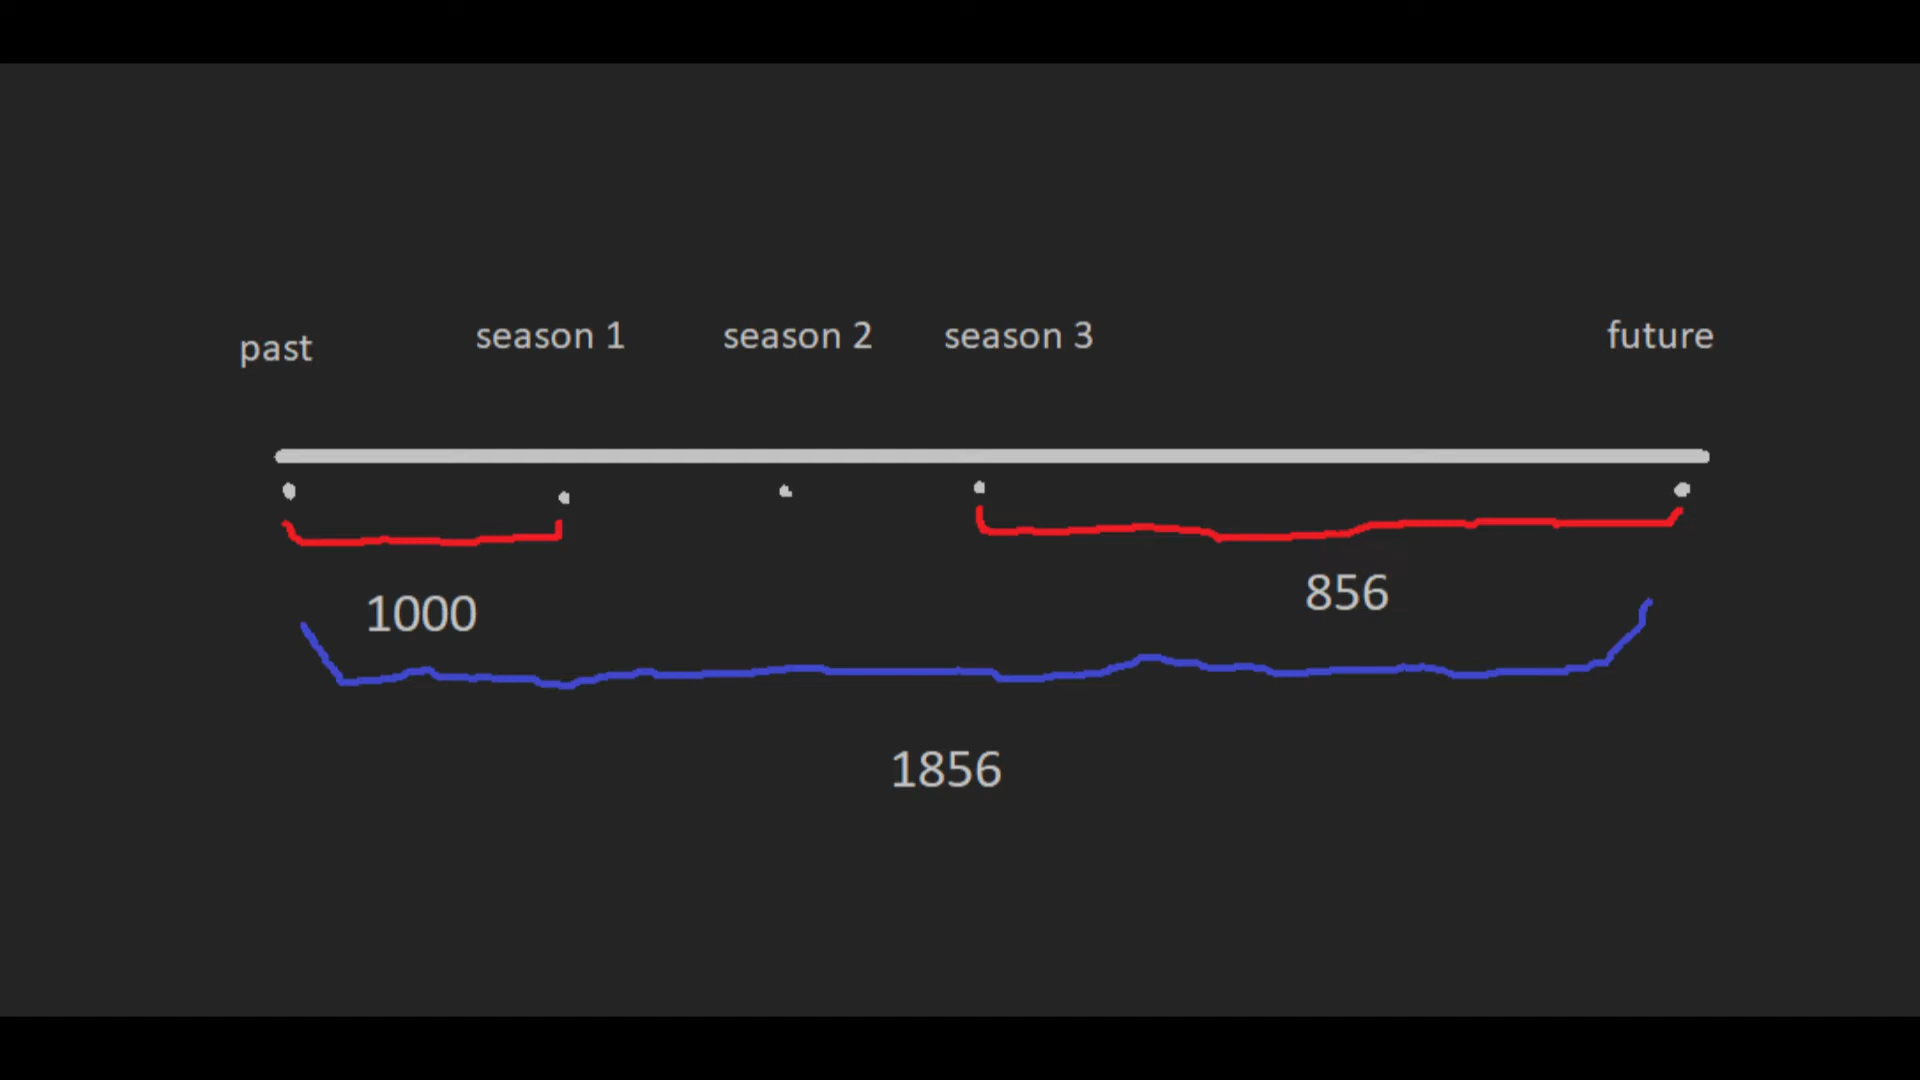 past
season 1
season 2
season 3
future
1000
856
1856